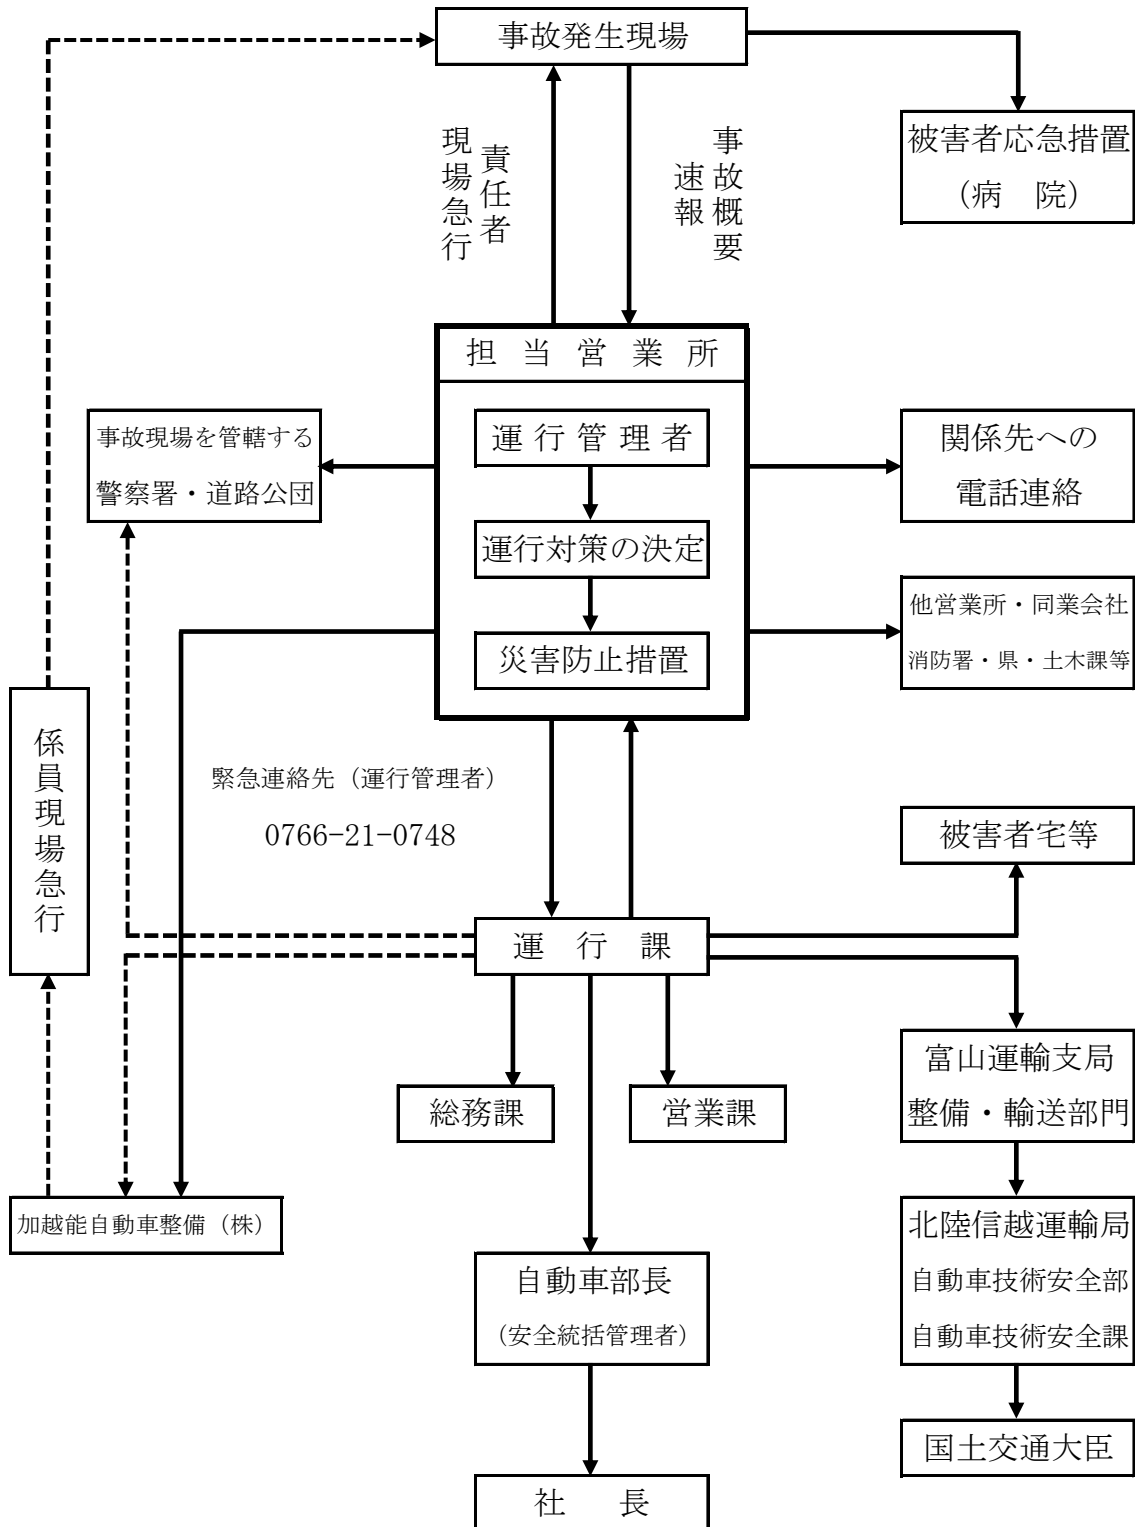 事故発生現場
被害者応急措置
（病　院）
責任者
現場急行
事故概要
速報
担当営業所
運行管理者
運行対策の決定
災害防止措置
事故現場を管轄する
警察署・道路公団
関係先への
電話連絡
他営業所・同業会社
消防署・県・土木課等
係員現場急行
緊急連絡先（運行管理者）
0766-21-0748
被害者宅等
運　行　課
富山運輸支局
整備・輸送部門
総務課
営業課
加越能自動車整備（株）
北陸信越運輸局
自動車技術安全部
自動車技術安全課
自動車部長
（安全統括管理者）
国土交通大臣
社　　長